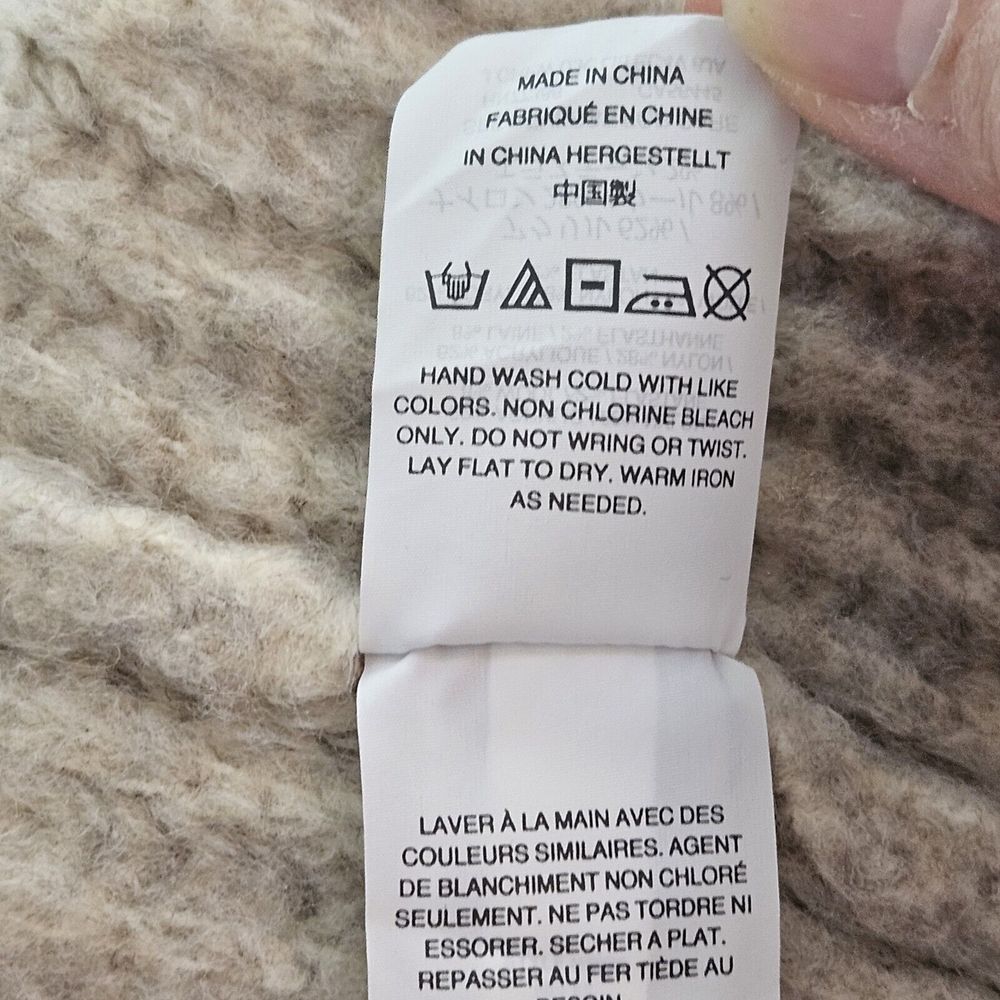 MADE IN CHINA
FABRIQUÉ EN CHINE
IN CHINA HERGESTELLT
中国製
HAND WASH COLD WITH LIKE
COLORS. NON CHLORINE BLEACH
ONLY. DO NOT WRING OR TWIST.
LAY FLAT TO DRY. WARM IRON
AS NEEDED.
LAVER À LA MAIN AVEC DES
COULEURS SIMILAIRES. AGENT
DE BLANCHIMENT NON CHLORÉ
SEULEMENT. NE PAS TORDRE NI
ESSORER. SECHER A PLAT.
REPASSER AU FER TIÈDE AU